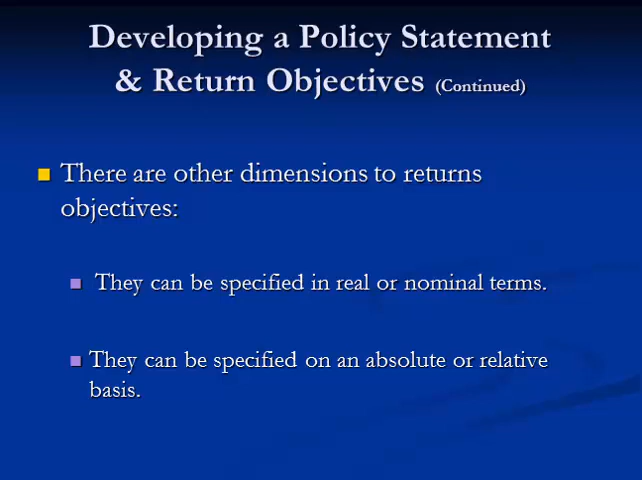 Developing a Policy Statement
& Return Objectives (Continued)
There are other dimensions to returns
objectives:
They can be specified in real or nominal terms.
They can be specified on an absolute or relative
basis.